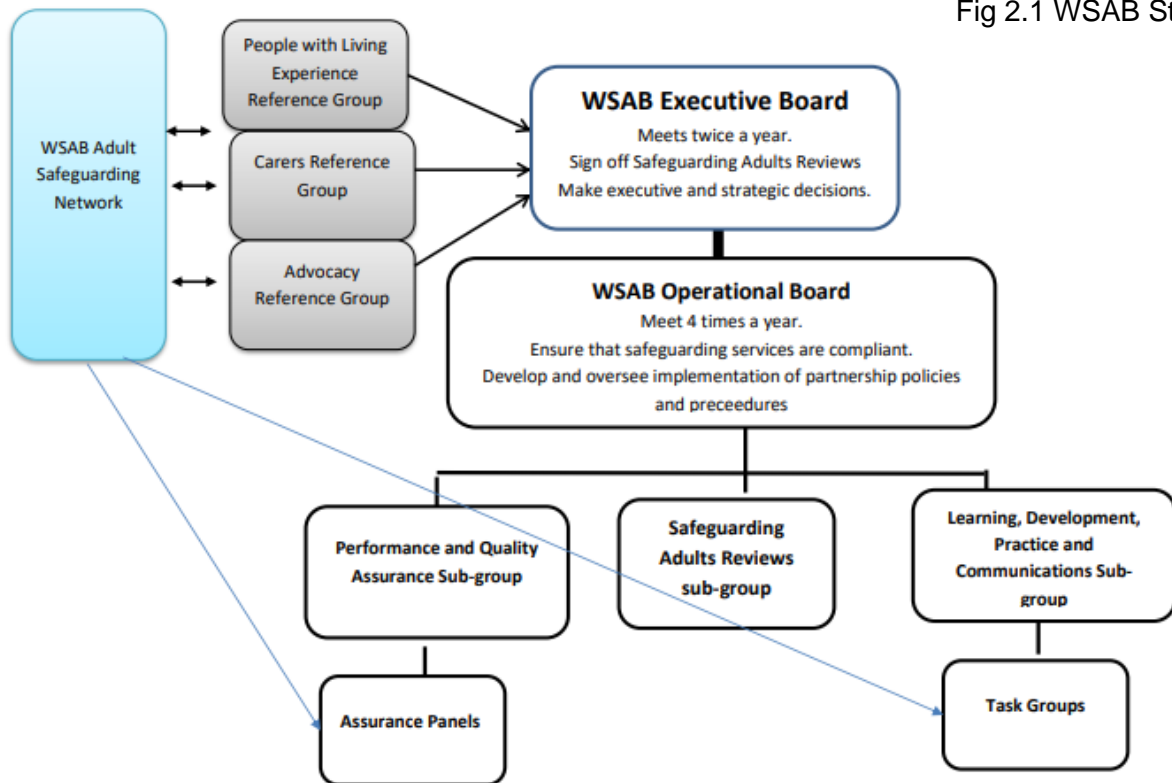 Fig 2.1 WSAB St
WSAB Adult
Safeguarding
Network
People with Living
Experience
Reference Group
Carers Reference
Group
Advocacy
Reference Group
WSAB Executive Board
Meets twice a year.
Sign off Safeguarding Adults Reviews
Make executive and strategic decisions.
WSAB Operational Board
Meet 4 times a year.
Ensure that safeguarding services are compliant.
Develop and oversee implementation of partnership policies
and preceedures
Performance and Quality
Assurance Sub-group
Safeguarding
Adults Reviews
sub-group
Learning, Development,
Practice and
Communications Sub-
group
Assurance Panels
Task Groups